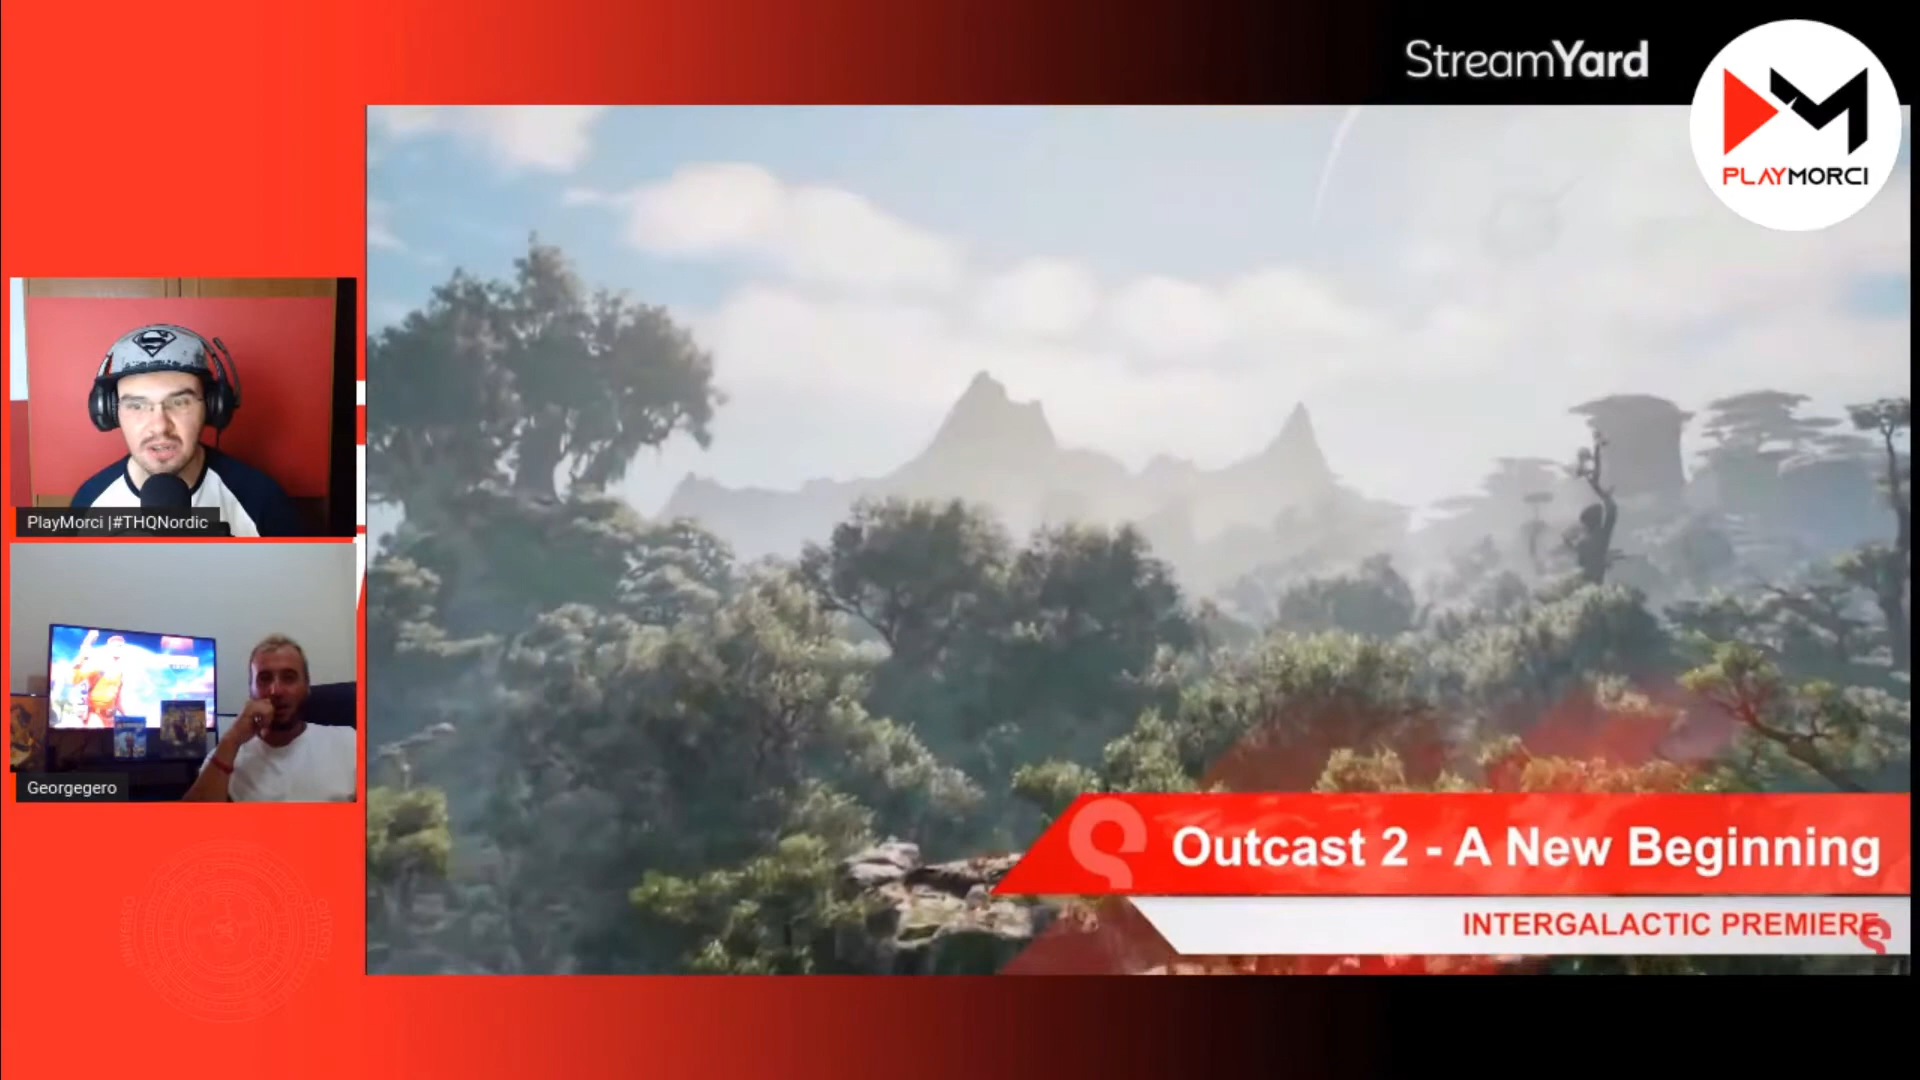 StreamYard
PLAYMORCI
PlayMorci |#THQNordic
Georgegero
Outcast 2 - A New Beginning
INTERGALACTIC PREMIERE